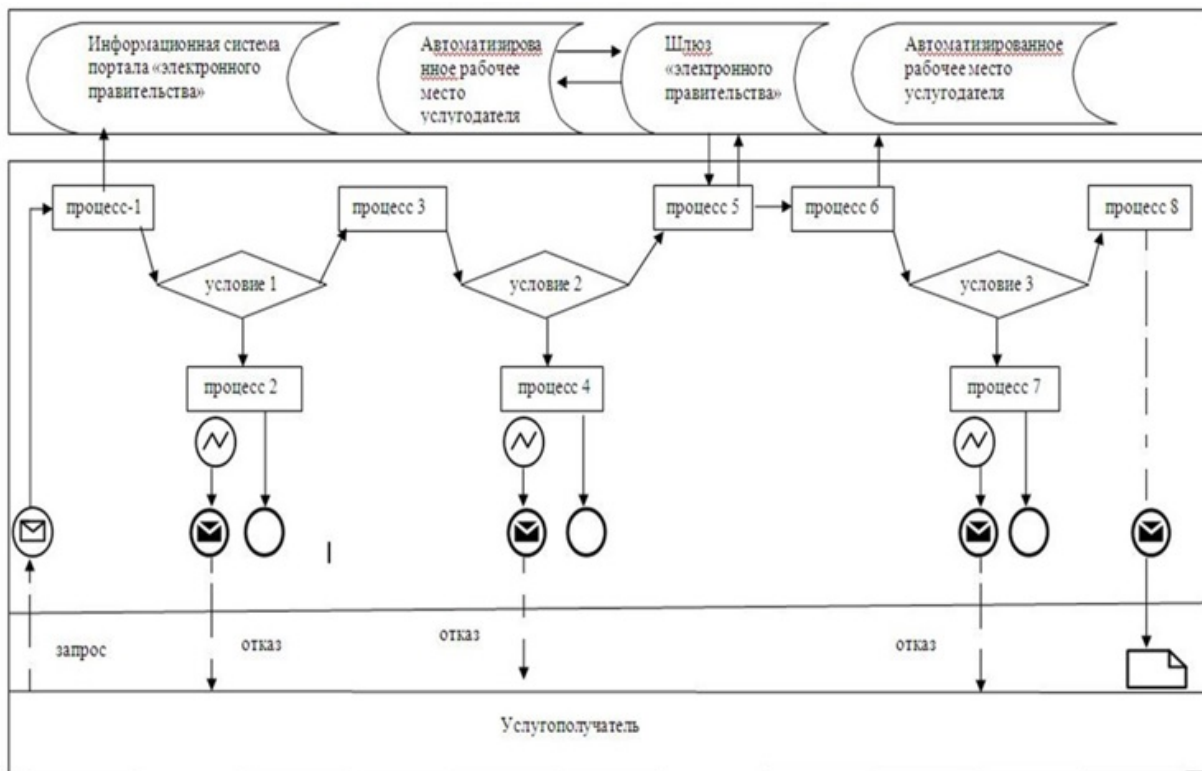 Информационная система
портала «электронного
правительства»
Автоматизирова
нное рабочее
место
услугодателя
Шлюз
«электронного
правительства»
Автоматизированное
рабочее место
услугодателя
процесс-1
процесс 3
процесс 5
процесс 6
процесс 8
условие 1
условие 2
условие 3
процесс 2
процесс 4
процесс 7
запрос
отказ
отказ
отказ
Услугополучатель